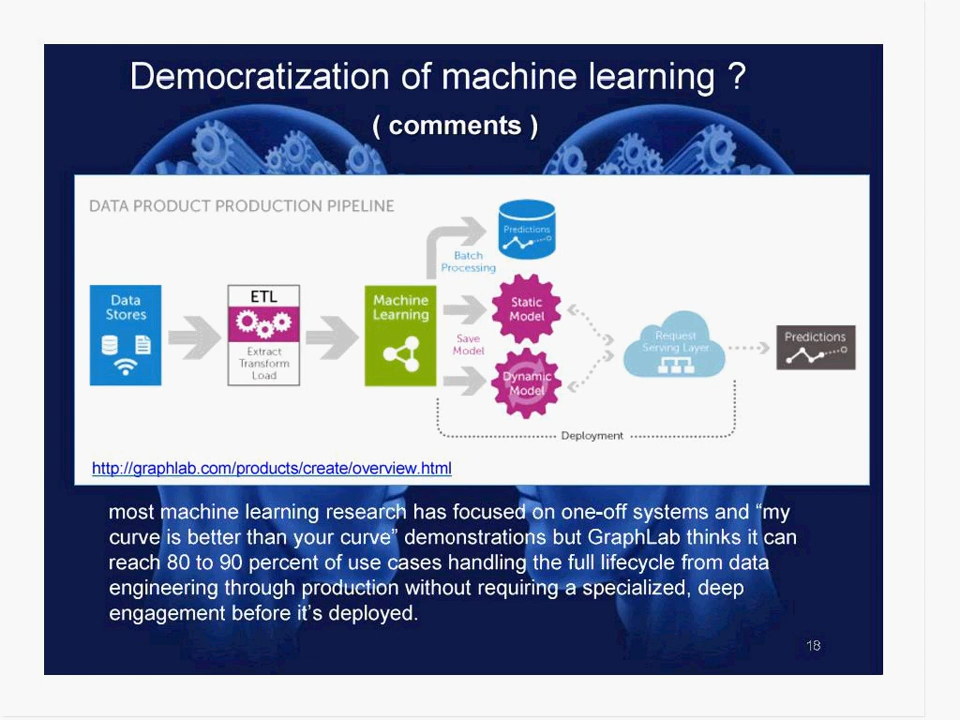 Democratization of machine learning ?
( comments )
DATA PRODUCT PRODUCTION PIPELINE
Data
Stores
ETL
Extract
Transform
Load
Machine
Learning
Batch
Processing
Predictions
Save
Model
Static
Model
Dynamic
Model
Request
Serving Layer
Predictions
Deployment
http://graphlab.com/products/create/overview.html
most machine learning research has focused on one-off systems and “my
curve is better than your curve” demonstrations but GraphLab thinks it can
reach 80 to 90 percent of use cases handling the full lifecycle from data
engineering through production without requiring a specialized, deep
engagement before it’s deployed.
18